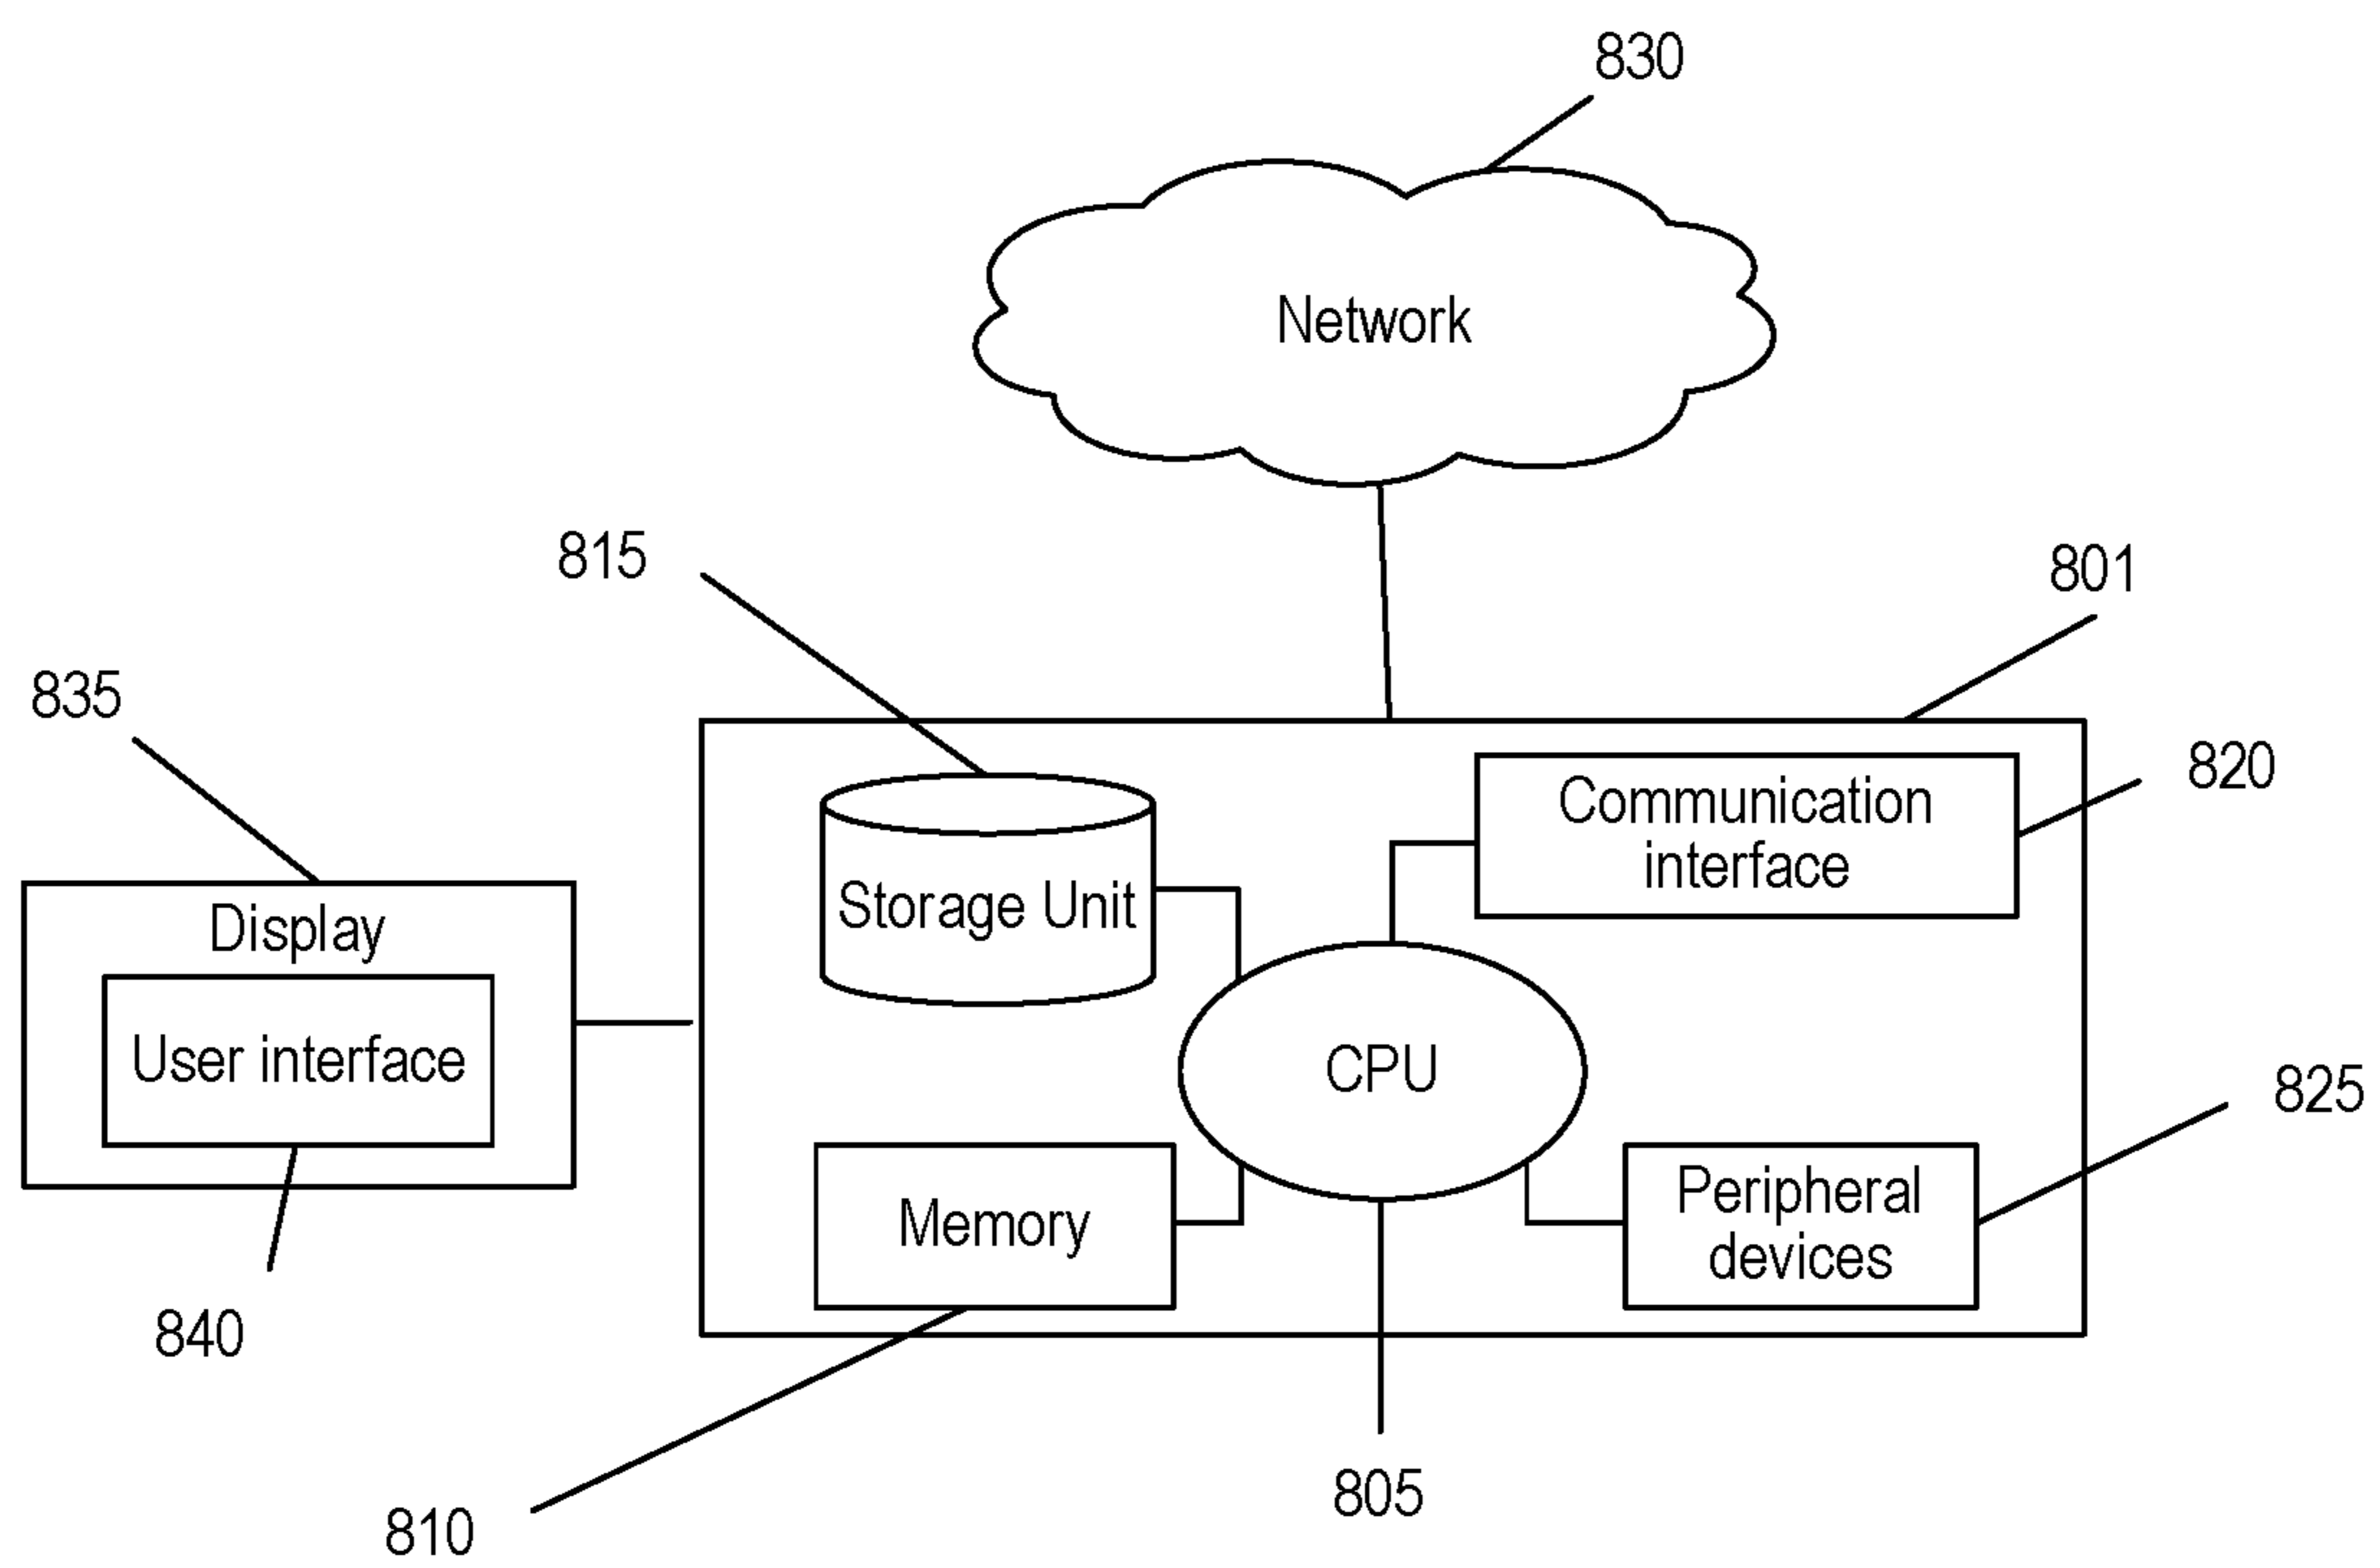 830
Network
815
801
835
820
Communication
interface
Storage Unit
Display
User interface
CPU
825
Peripheral
devices
Memory
840
805
810